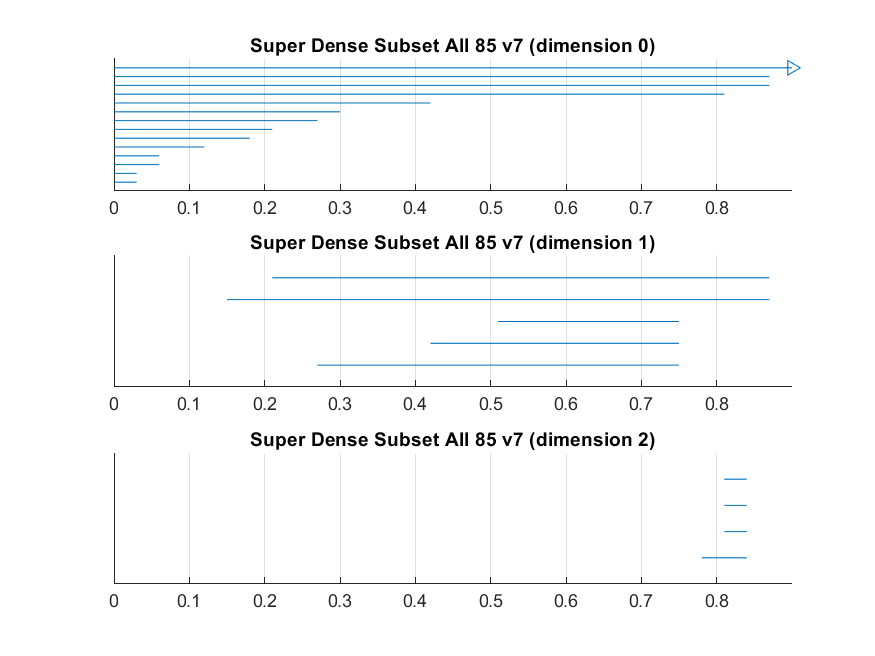 Super Dense Subset All 85 v7 (dimension 0)
0 0.1 0.2 0.3 0.4 0.5 0.6 0.7 0.8
Super Dense Subset All 85 v7 (dimension 1)
0 0.1 0.2 0.3 0.4 0.5 0.6 0.7 0.8
Super Dense Subset All 85 v7 (dimension 2)
0 0.1 0.2 0.3 0.4 0.5 0.6 0.7 0.8